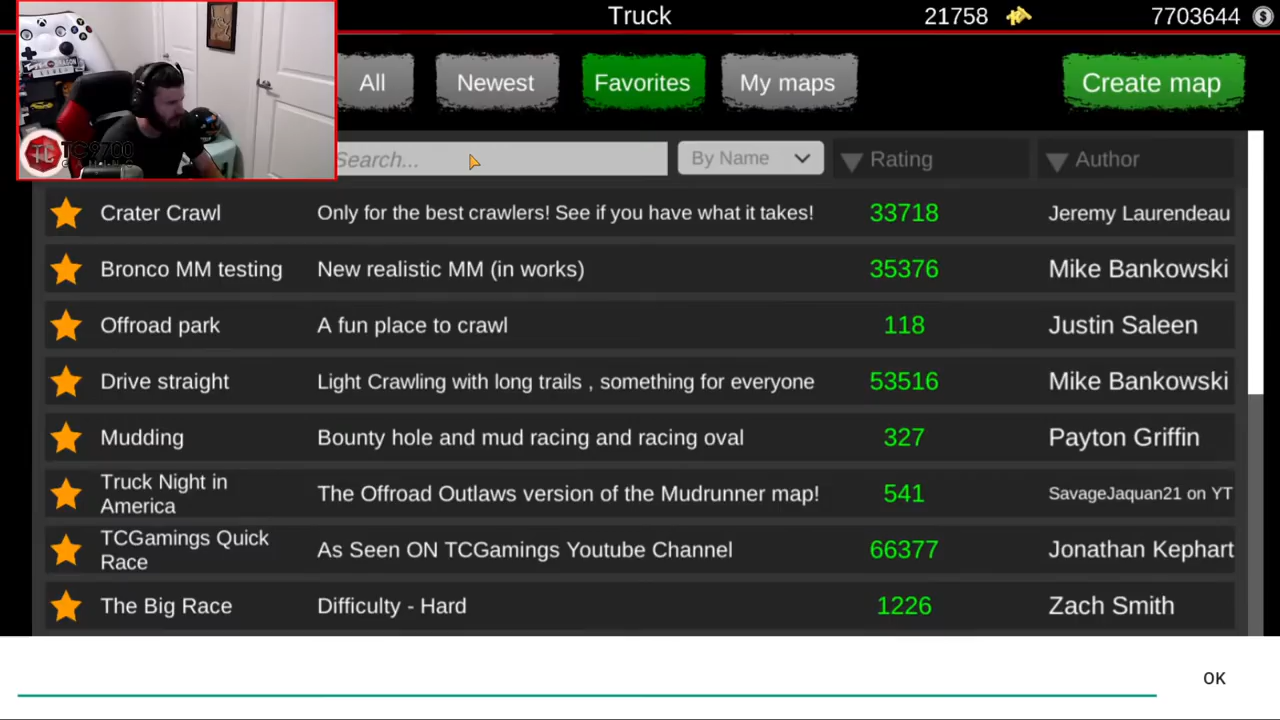 Truck
21758
7703644
All
Newest
Favorites
My maps
Create map
Search...
By Name
Rating
Author
Crater Crawl
Only for the best crawlers! See if you have what it takes!
33718
Jeremy Laurendeau
Bronco MM testing
New realistic MM (in works)
35376
Mike Bankowski
Offroad park
A fun place to crawl
118
Justin Saleen
Drive straight
Light Crawling with long trails , something for everyone
53516
Mike Bankowski
Mudding
Bounty hole and mud racing and racing oval
327
Payton Griffin
Truck Night in
America
The Offroad Outlaws version of the Mudrunner map!
541
SavageJaquan21 on YT
TCGamings Quick
Race
As Seen ON TCGamings Youtube Channel
66377
Jonathan Kephart
The Big Race
Difficulty - Hard
1226
Zach Smith
OK
TC9700